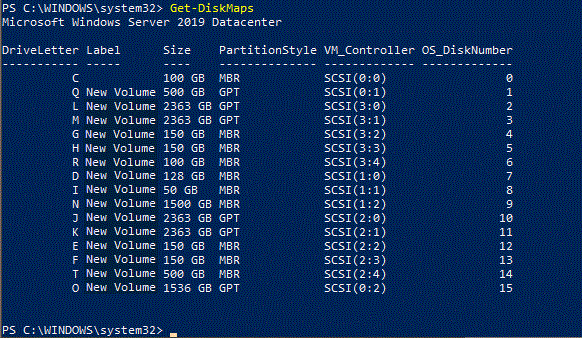 PS C:\WINDOWS\system32> Get-DiskMaps
Microsoft Windows Server 2019 Datacenter
DriveLetter Label Size PartitionStyle VM_Controller OS_DiskNumber
----------- ----- ---- -------------- ------------- -------------
C 100 GB MBR SCSI(0:0) 0
Q New Volume 500 GB GPT SCSI(0:1) 1
L New Volume 2363 GB GPT SCSI(3:0) 2
M New Volume 2363 GB GPT SCSI(3:1) 3
G New Volume 150 GB MBR SCSI(3:2) 4
H New Volume 150 GB MBR SCSI(3:3) 5
R New Volume 100 GB MBR SCSI(3:4) 6
D New Volume 128 GB MBR SCSI(1:0) 7
I New Volume 50 GB MBR SCSI(1:1) 8
N New Volume 1500 GB MBR SCSI(1:2) 9
J New Volume 2363 GB GPT SCSI(2:0) 10
K New Volume 2363 GB GPT SCSI(2:1) 11
E New Volume 150 GB MBR SCSI(2:2) 12
F New Volume 150 GB MBR SCSI(2:3) 13
T New Volume 500 GB MBR SCSI(2:4) 14
O New Volume 1536 GB GPT SCSI(0:2) 15
PS C:\WINDOWS\system32>